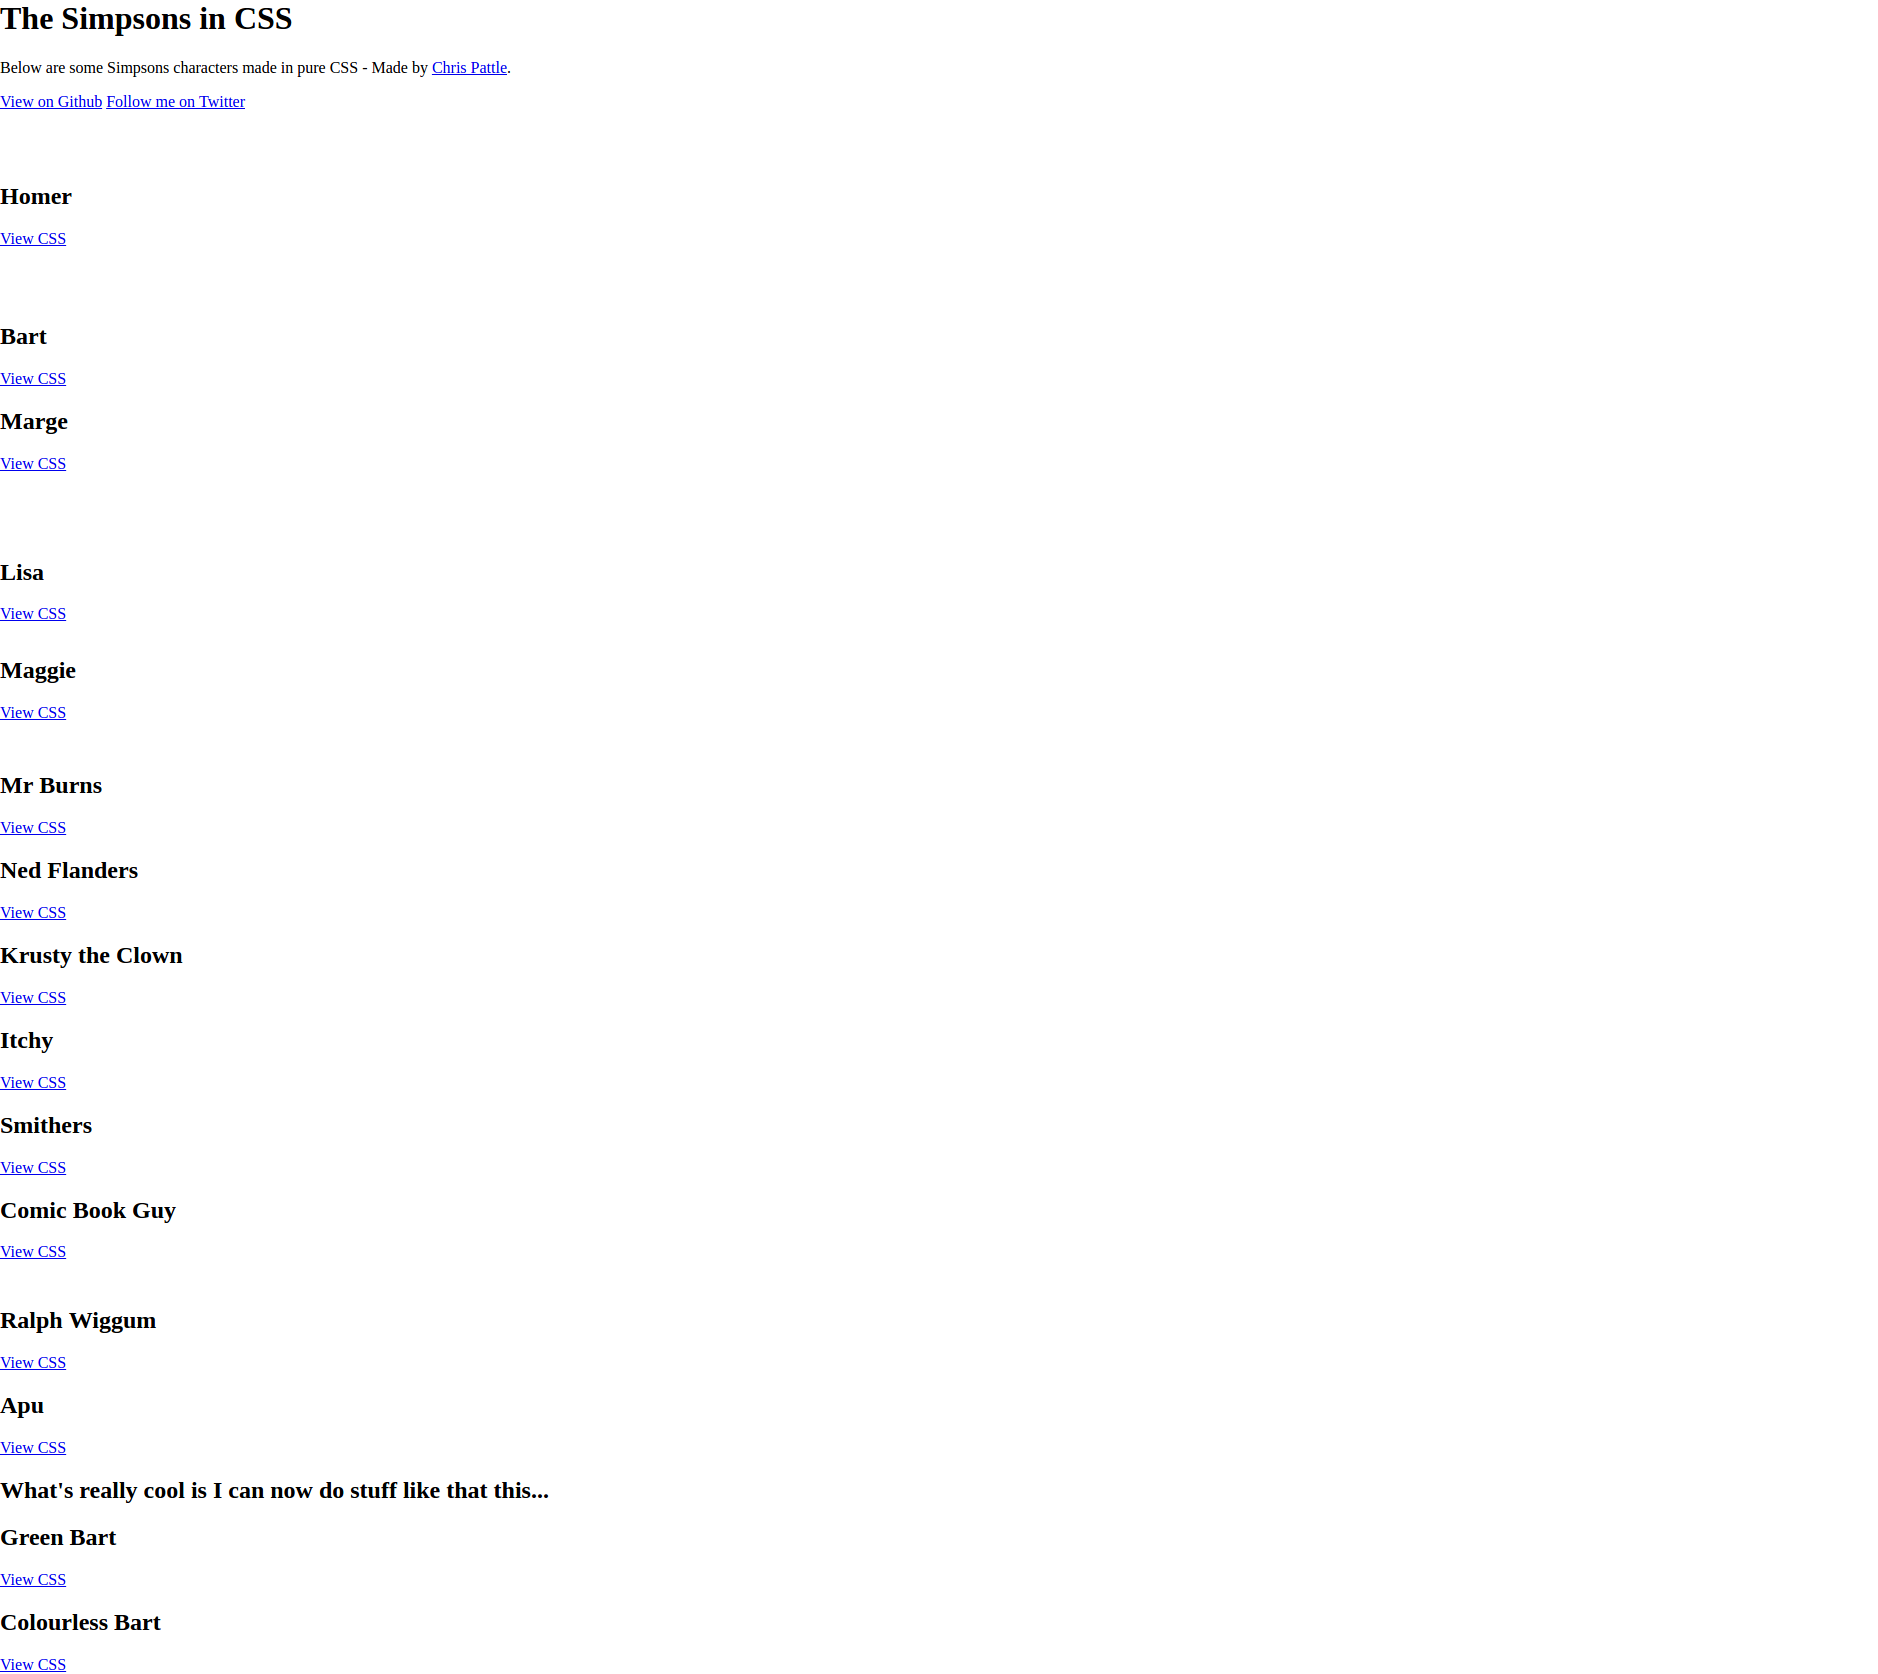 The Simpsons in CSS
Below are some Simpsons characters made in pure CSS - Made by Chris Pattle.
View on Github Follow me on Twitter
Homer
View CSS
Bart
View CSS
Marge
View CSS
Lisa
View CSS
Maggie
View CSS
Mr Burns
View CSS
Ned Flanders
View CSS
Krusty the Clown
View CSS
Itchy
View CSS
Smithers
View CSS
Comic Book Guy
View CSS
Ralph Wiggum
View CSS
Apu
View CSS
What's really cool is I can now do stuff like that this...
Green Bart
View CSS
Colourless Bart
View CSS